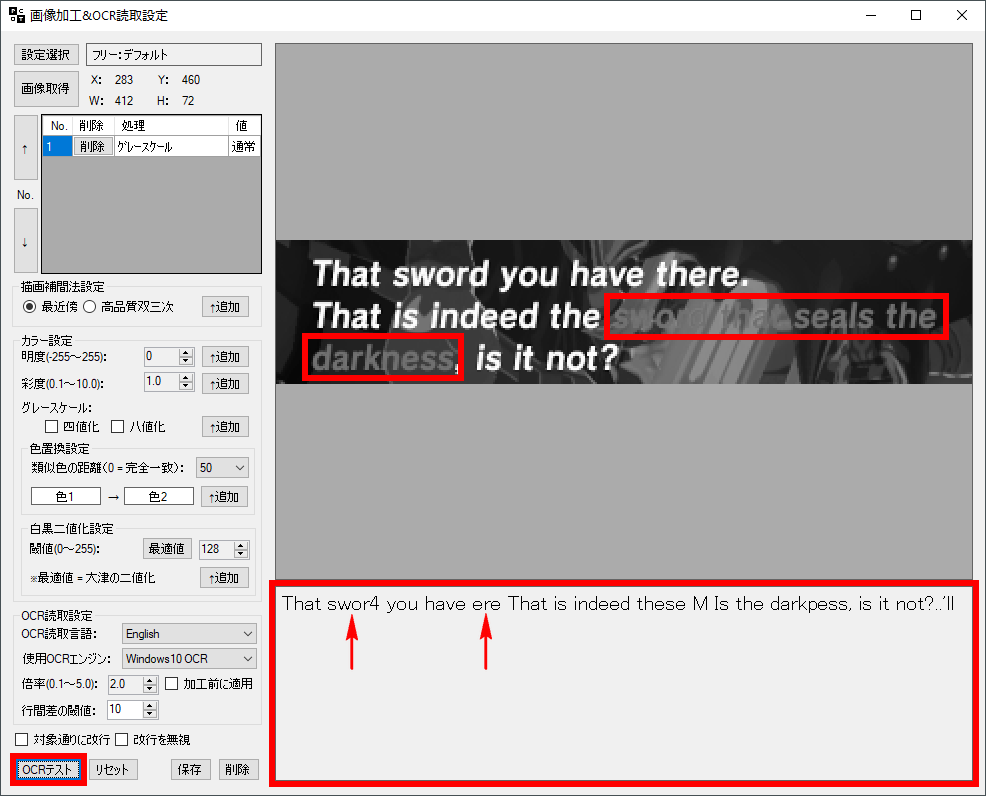 画像加工&OCR読取設定
設定選択 フリー:デフォルト
画像取得 X: 283 Y: 460
W: 412 H: 72
No. 削除 処理 値
1 削除 グレースケール 通常
↑
No.
↓
描画補間法設定
最近傍 高品質双三次 ↑追加
カラー設定
明度(-255～255): 0 ↑追加
彩度(0.1～10.0): 1.0 ↑追加
グレースケール:
四値化 八値化 ↑追加
色置換設定
類似色の距離(0 = 完全一致): 50
色1 → 色2 ↑追加
白黒二値化設定
閾値(0～255): 最適値 128
※最適値 = 大津の二値化 ↑追加
OCR読取設定
OCR読取言語: English
使用OCRエンジン: Windows10 OCR
倍率(0.1～5.0): 2.0 加工前に適用
行間差の閾値: 10
対象通りに改行 改行を無視
OCRテスト リセット 保存 削除
That sword you have there.
That is indeed the sword that seals the
darkness, is it not?
That swor4 you have ere That is indeed these M Is the darkpess, is it not?..'ll